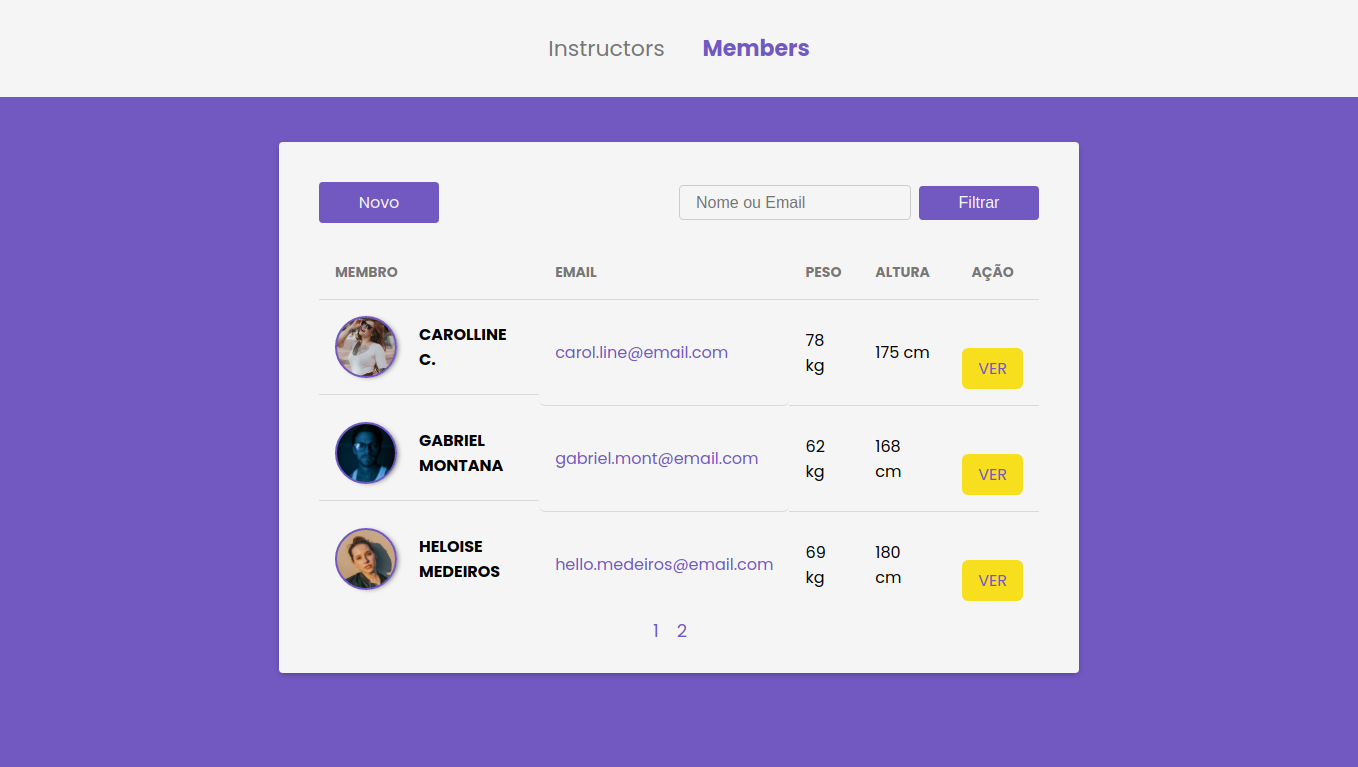 Instructors Members
Novo Nome ou Email Filtrar
MEMBRO EMAIL PESO ALTURA AÇÃO
CAROLLINE C. carol.line@email.com 78 kg 175 cm VER
GABRIEL MONTANA gabriel.mont@email.com 62 kg 168 cm VER
HELOISE MEDEIROS hello.medeiros@email.com 69 kg 180 cm VER
1 2